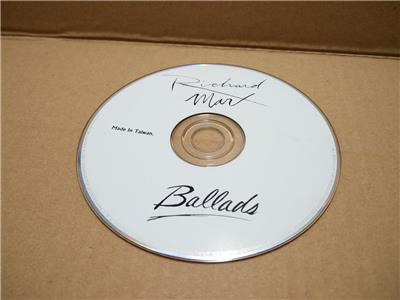 Richard
Marx
Made In Taiwan.
Ballads